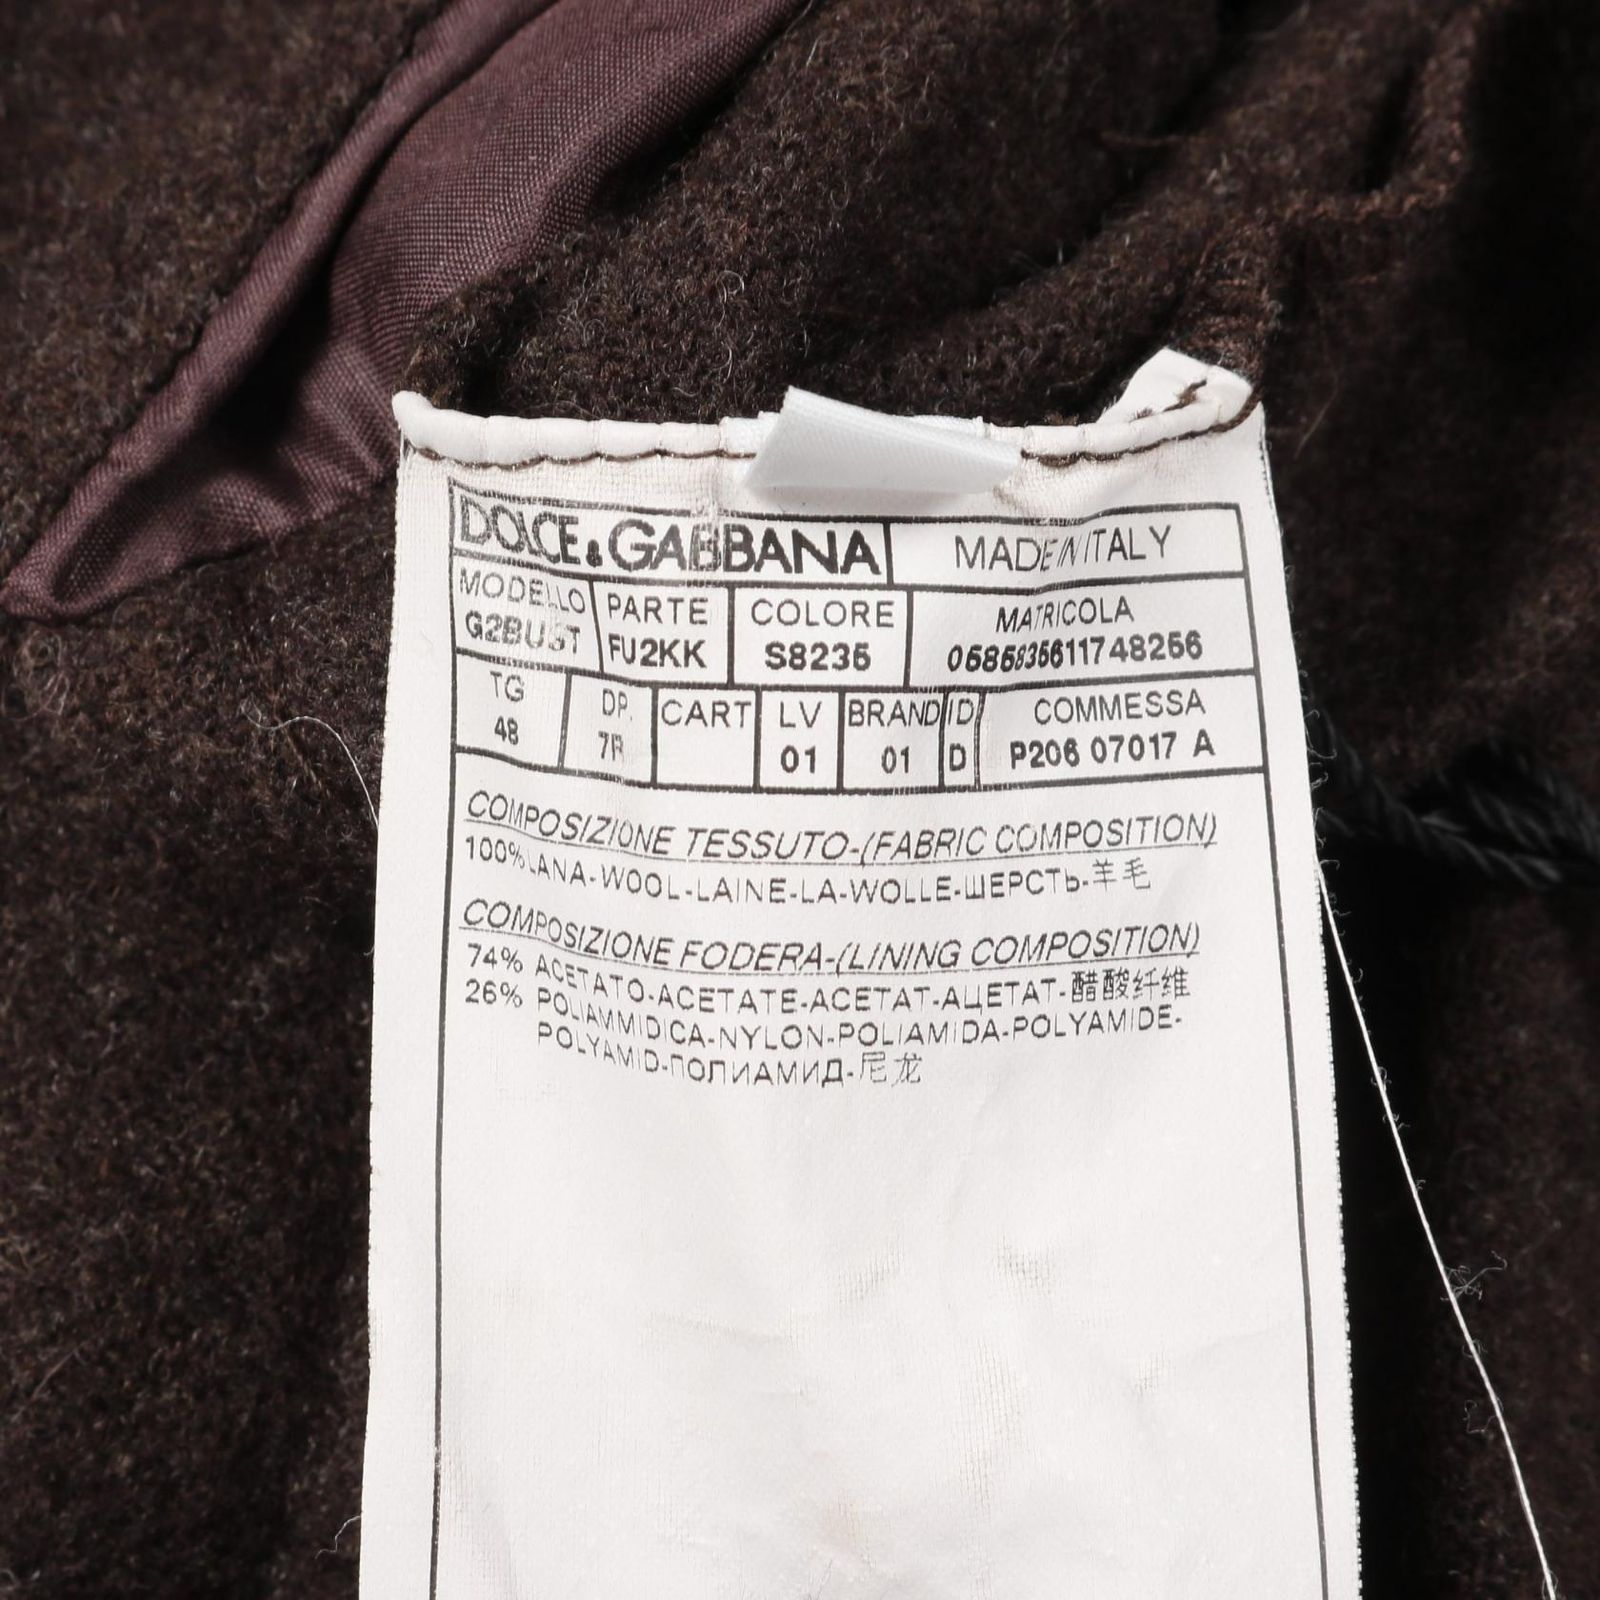 DOLCE & GABBANA MADE IN ITALY
MODELLO PARTE COLORE MATRICOLA
G2BUST FU2KK S8235 0585835611748256
TG DP. CART LV BRAND ID COMMESSA
48 7R 01 01 D P206 07017 A
COMPOSIZIONE TESSUTO-(FABRIC COMPOSITION)
100%LANA-WOOL-LAINE-LA-WOLLE-ШЕРСТЬ-羊毛
COMPOSIZIONE FODERA-(LINING COMPOSITION)
74% ACETATO-ACETATE-ACETAT-АЦЕТАТ-醋酸纤维
26% POLIAMMIDICA-NYLON-POLIAMIDA-POLYAMIDE-
POLYAMID-ПОЛИАМИД-尼龙